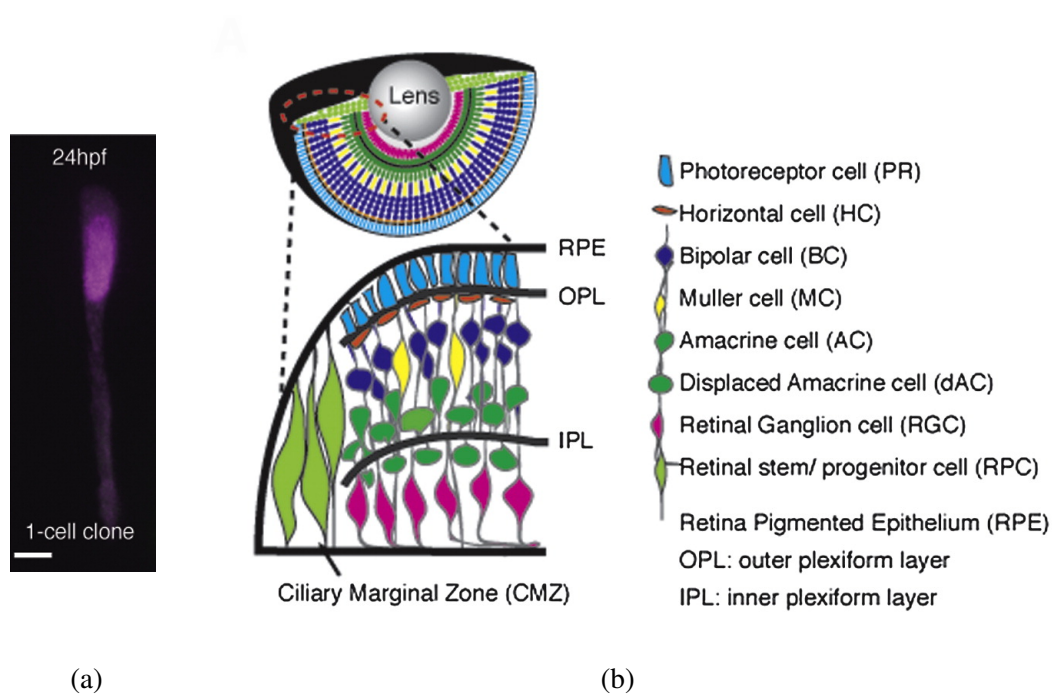 24hpf
1-cell clone
(a)
A
Lens
RPE
OPL
IPL
Ciliary Marginal Zone (CMZ)
Photoreceptor cell (PR)
Horizontal cell (HC)
Bipolar cell (BC)
Muller cell (MC)
Amacrine cell (AC)
Displaced Amacrine cell (dAC)
Retinal Ganglion cell (RGC)
Retinal stem/ progenitor cell (RPC)
Retina Pigmented Epithelium (RPE)
OPL: outer plexiform layer
IPL: inner plexiform layer
(b)